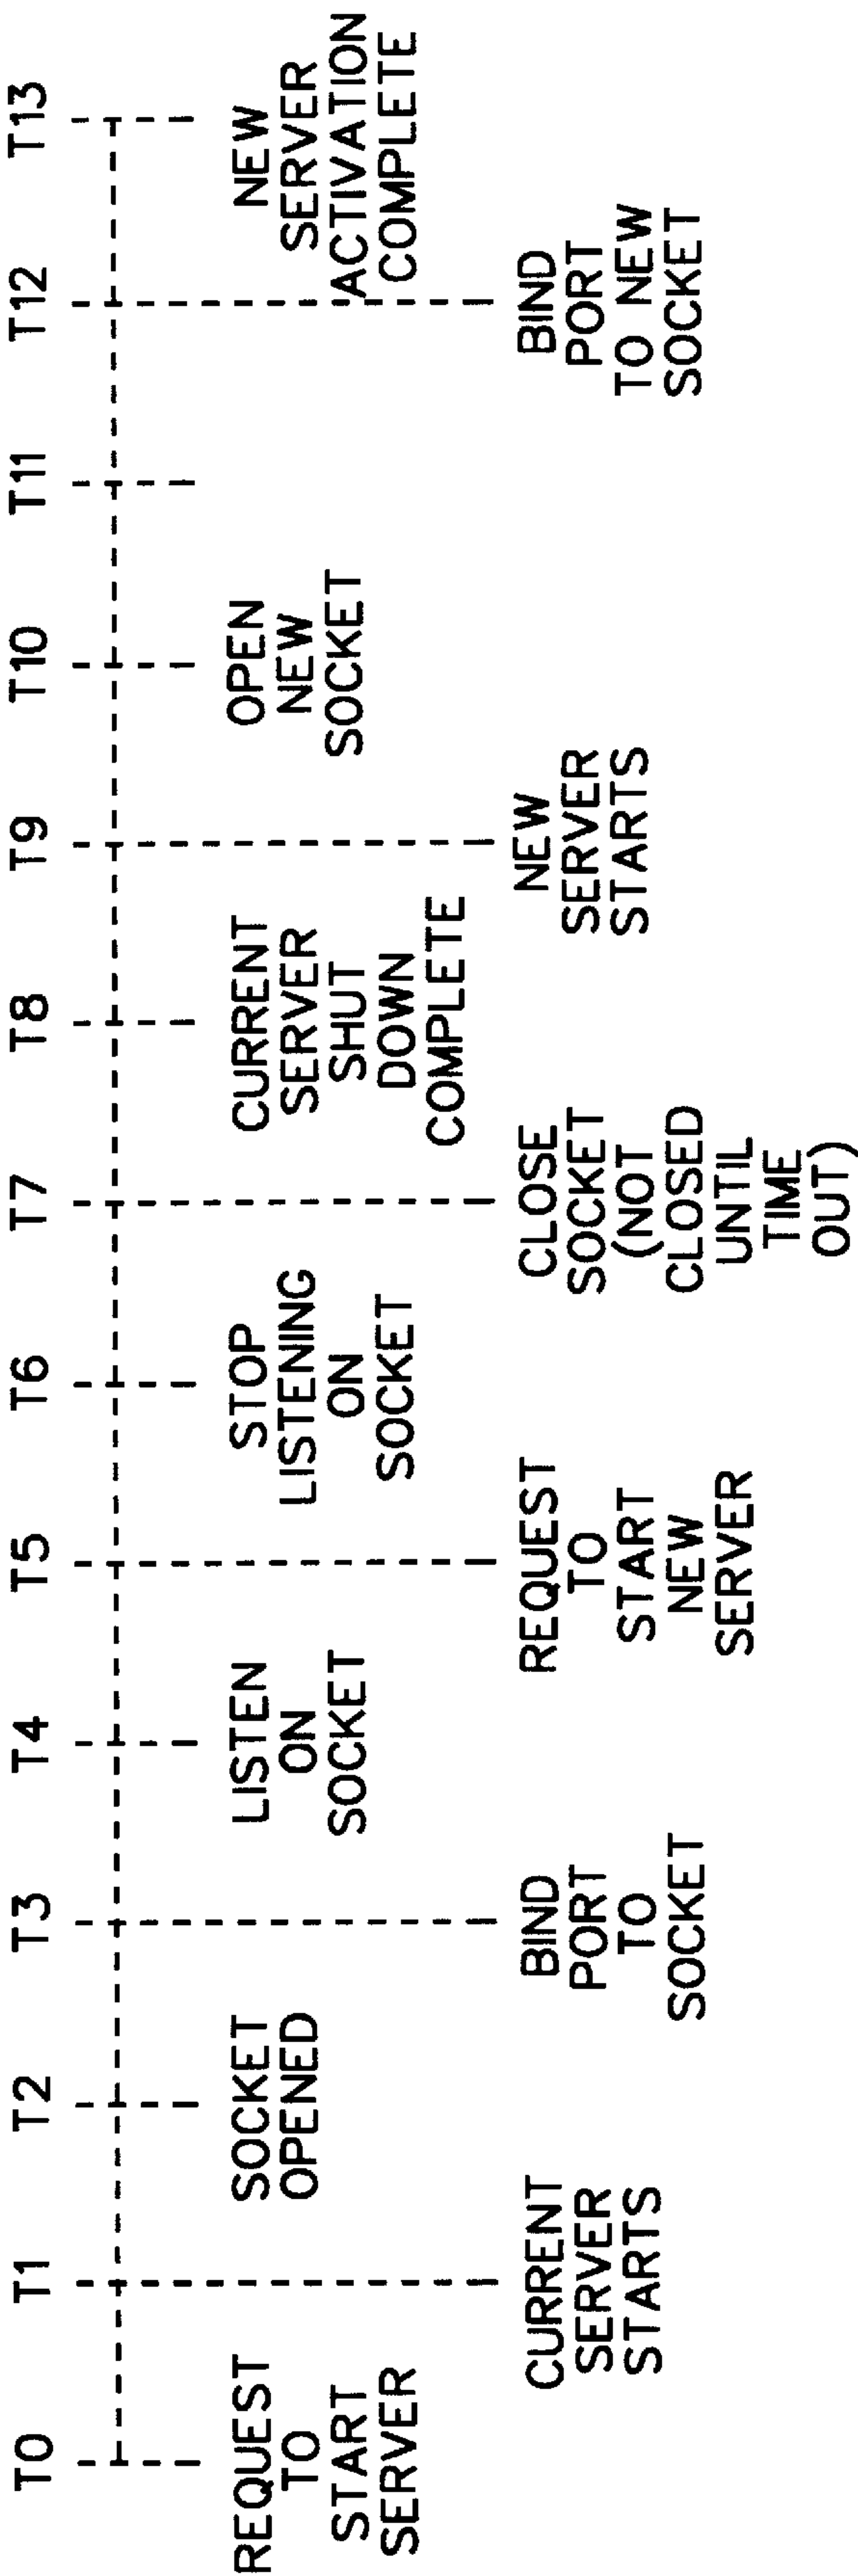 T0 T1 T2 T3 T4 T5 T6 T7 T8 T9 T10 T11 T12 T13
REQUEST
TO
START
SERVER
CURRENT
SERVER
STARTS
SOCKET
OPENED
BIND
PORT
TO
SOCKET
LISTEN
ON
SOCKET
REQUEST
TO
START
NEW
SERVER
STOP
LISTENING
ON
SOCKET
CLOSE
SOCKET
(NOT
CLOSED
UNTIL
TIME
OUT)
CURRENT
SERVER
SHUT
DOWN
COMPLETE
NEW
SERVER
STARTS
OPEN
NEW
SOCKET
BIND
PORT
TO NEW
SOCKET
NEW
SERVER
ACTIVATION
COMPLETE